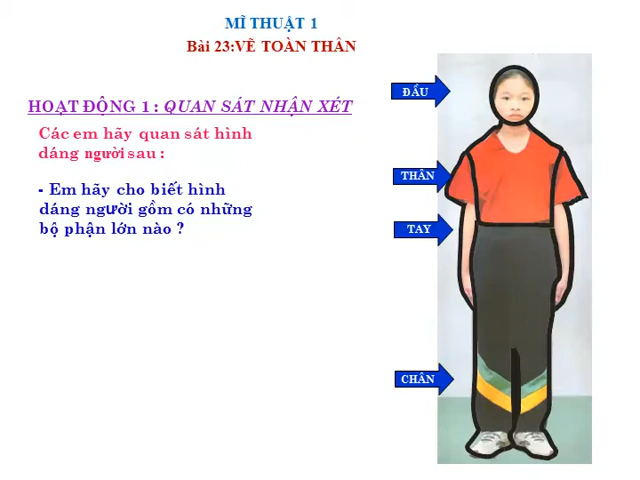 MĨ THUẬT 1
Bài 23:VẼ TOÀN THÂN
HOẠT ĐỘNG 1 : QUAN SÁT NHẬN XÉT
Các em hãy quan sát hình
dáng người sau :
- Em hãy cho biết hình
dáng người gồm có những
bộ phận lớn nào ?
ĐẦU
THÂN
TAY
CHÂN